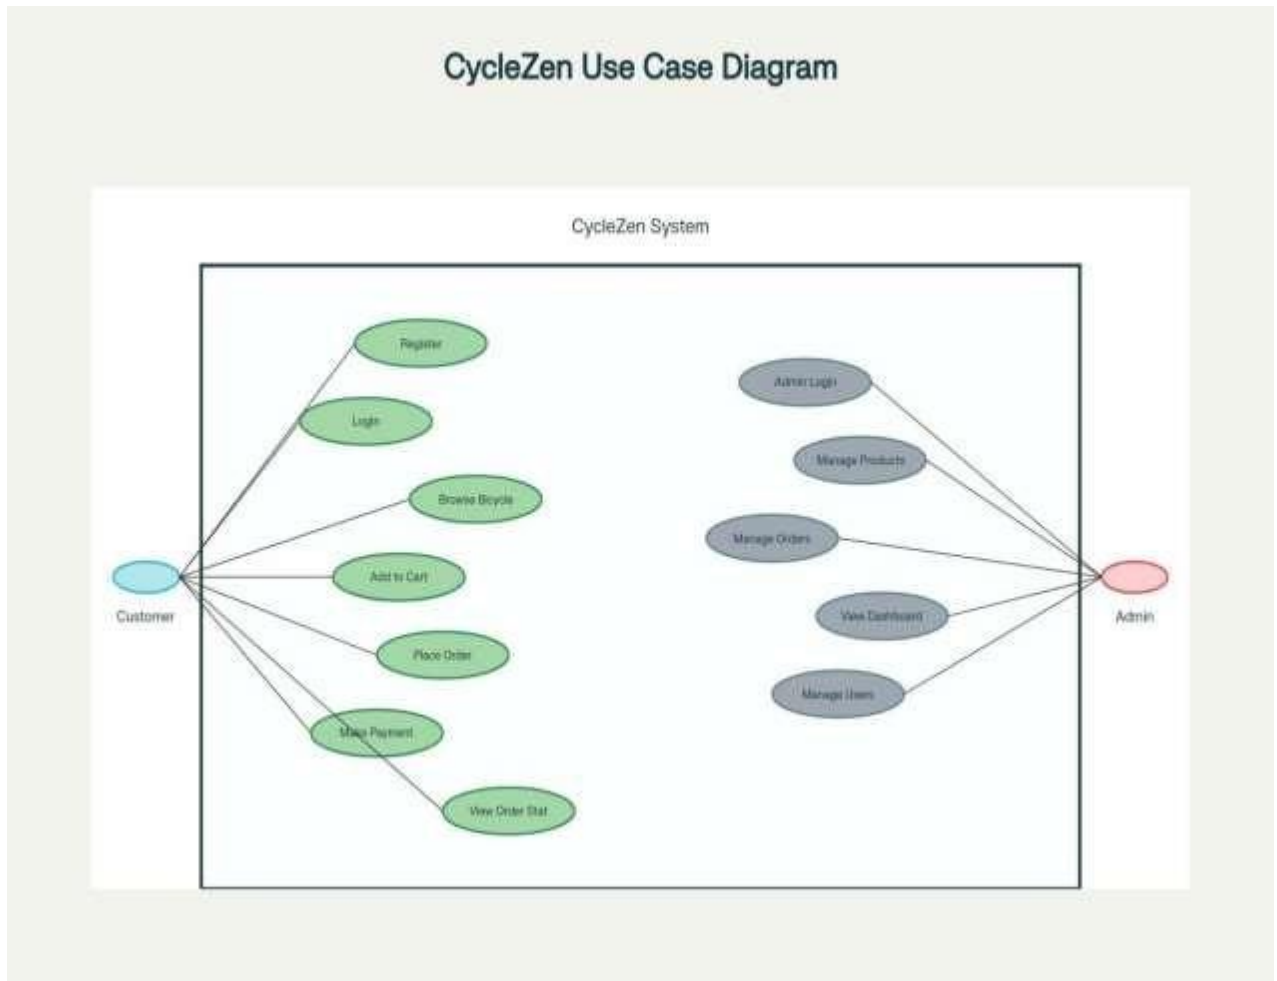 CycleZen Use Case Diagram
CycleZen System
Register
Login
Browse Bicycle
Add to Cart
Place Order
Make Payment
View Order Stat
Customer
Admin Login
Manage Products
Manage Orders
View Dashboard
Manage Users
Admin